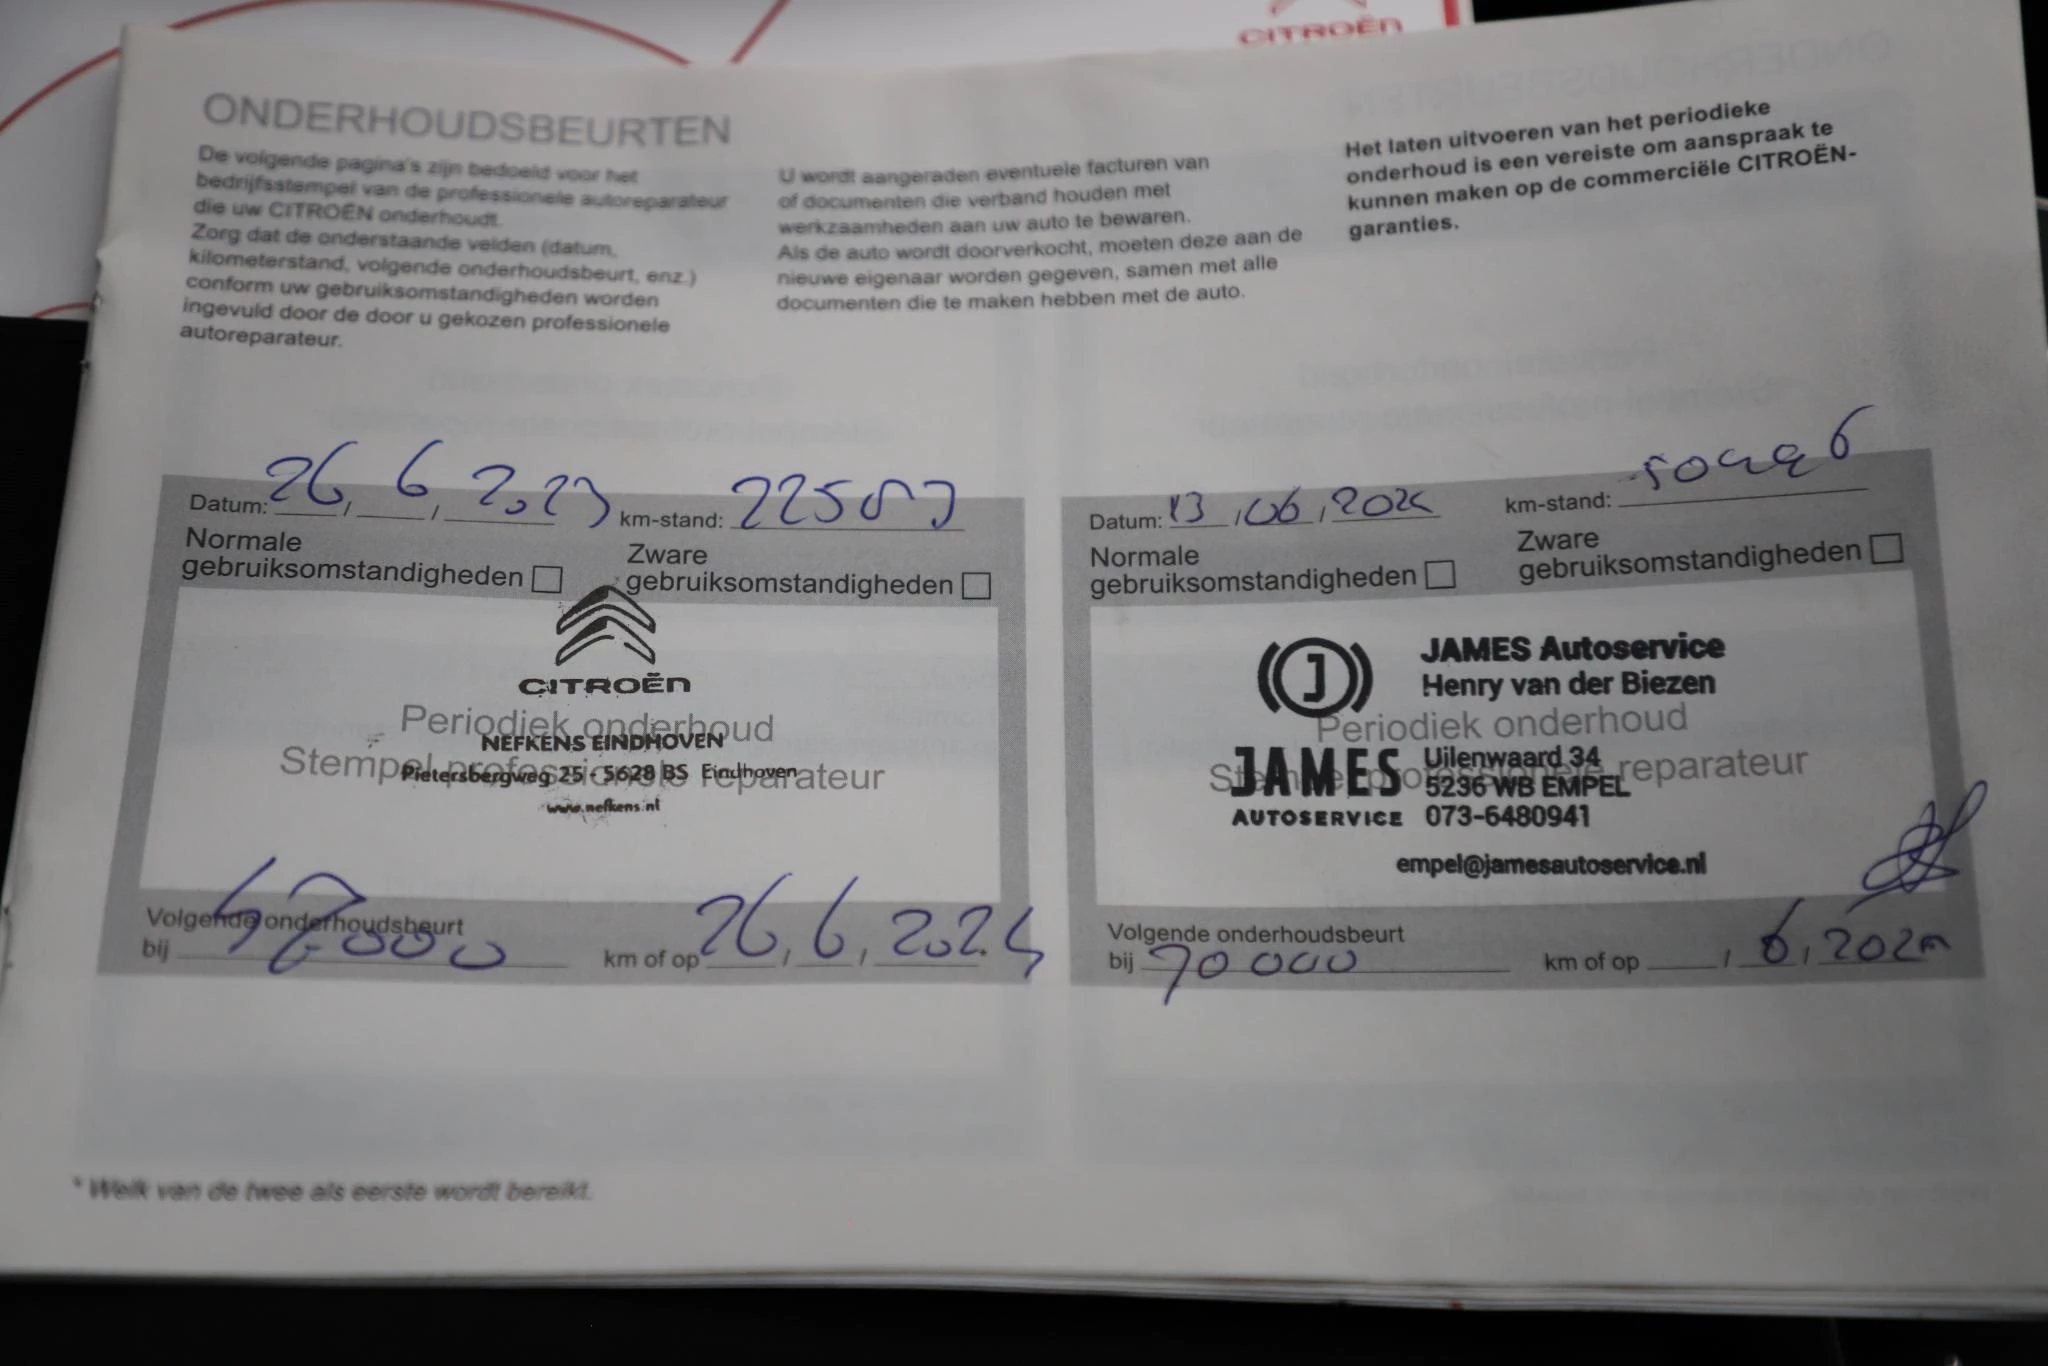 CITROËN
ONDERHOUDSBEURTEN
De volgende pagina's zijn bedoeld voor het
bedrijfsstempel van de professionele autoreparateur
die uw CITROËN onderhoudt.
Zorg dat de onderstaande velden (datum,
kilometerstand, volgende onderhoudsbeurt, enz.)
conform uw gebruiksomstandigheden worden
ingevuld door de door u gekozen professionele
autoreparateur.
U wordt aangeraden eventuele facturen van
of documenten die verband houden met
werkzaamheden aan uw auto te bewaren.
Als de auto wordt doorverkocht, moeten deze aan de
nieuwe eigenaar worden gegeven, samen met alle
documenten die te maken hebben met de auto.
Het laten uitvoeren van het periodieke
onderhoud is een vereiste om aanspraak te
kunnen maken op de commerciële CITROËN-
garanties.
Datum: 26, 6, 2023 km-stand:
Normale
gebruiksomstandigheden
Zware
gebruiksomstandigheden
CITROËN
Periodiek onderhoud
NEFKENS EINDHOVEN
Stempel professionele reparateur
Pietersbergweg 25 - 5628 BS Eindhoven
www.nefkens.nl
Volgende onderhoudsbeurt
bij 47000 km of op 26, 6, 2024
Datum: 13, 06, 2024 km-stand:
Normale
gebruiksomstandigheden
Zware
gebruiksomstandigheden
J
JAMES Autoservice
Henry van der Biezen
Periodiek onderhoud
JAMES
AUTOSERVICE
Uilenwaard 34
Stempel professionele reparateur
5236 WB EMPEL
073-6480941
empel@jamesautoservice.nl
Volgende onderhoudsbeurt
bij 70000 km of op , 6,
* Welk van de twee als eerste wordt bereikt.